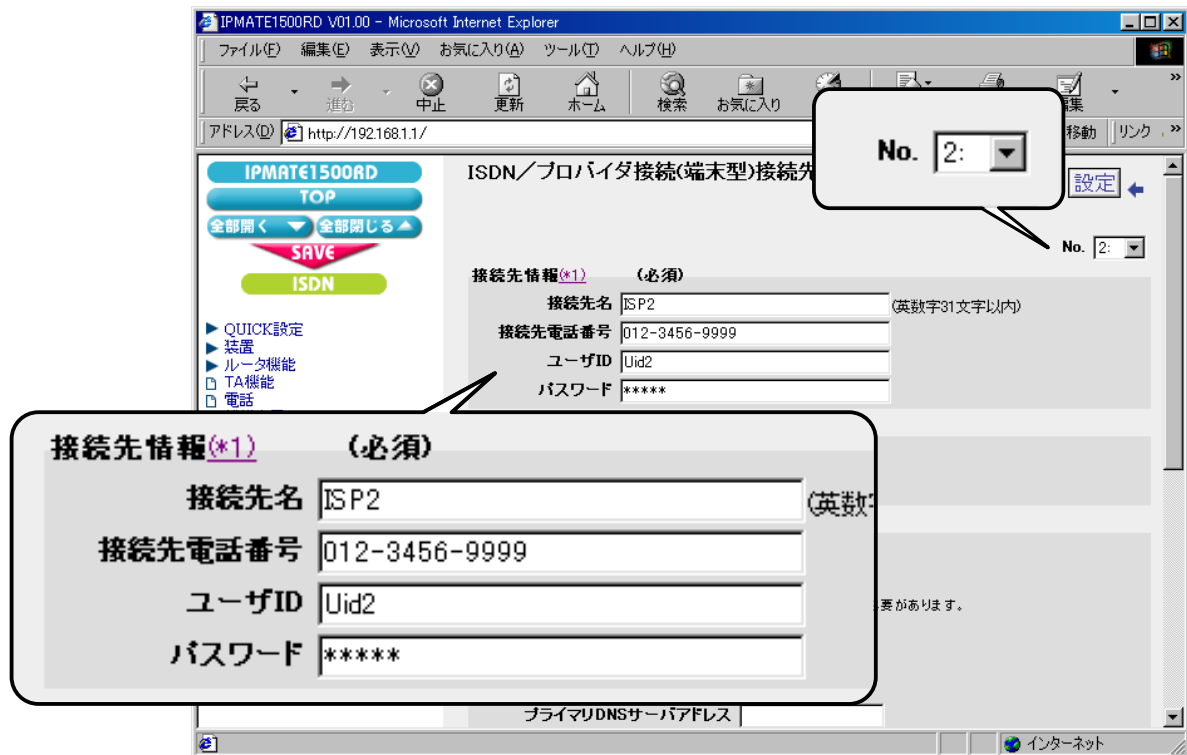 IPMATE1500RD V01.00 - Microsoft Internet Explorer
ファイル(F) 編集(E) 表示(V) お気に入り(A) ツール(T) ヘルプ(H)
戻る 進む 中止 更新 ホーム 検索 お気に入り
アドレス(D) http://192.168.1.1/ 移動 リンク
No. 2:
IPMATE1500RD
TOP
全部開く 全部閉じる
SAVE
ISDN
QUICK設定
装置
ルータ機能
TA機能
電話
ISDN／プロバイダ接続(端末型)接続先
設定
No. 2:
接続先情報(*1) (必須)
接続先名 ISP2 (英数字31文字以内)
接続先電話番号 012-3456-9999
ユーザID Uid2
パスワード *****
接続先情報(*1) (必須)
接続先名 ISP2 (英数
接続先電話番号 012-3456-9999
ユーザID Uid2
パスワード *****
要があります。
プライマリDNSサーバアドレス
インターネット